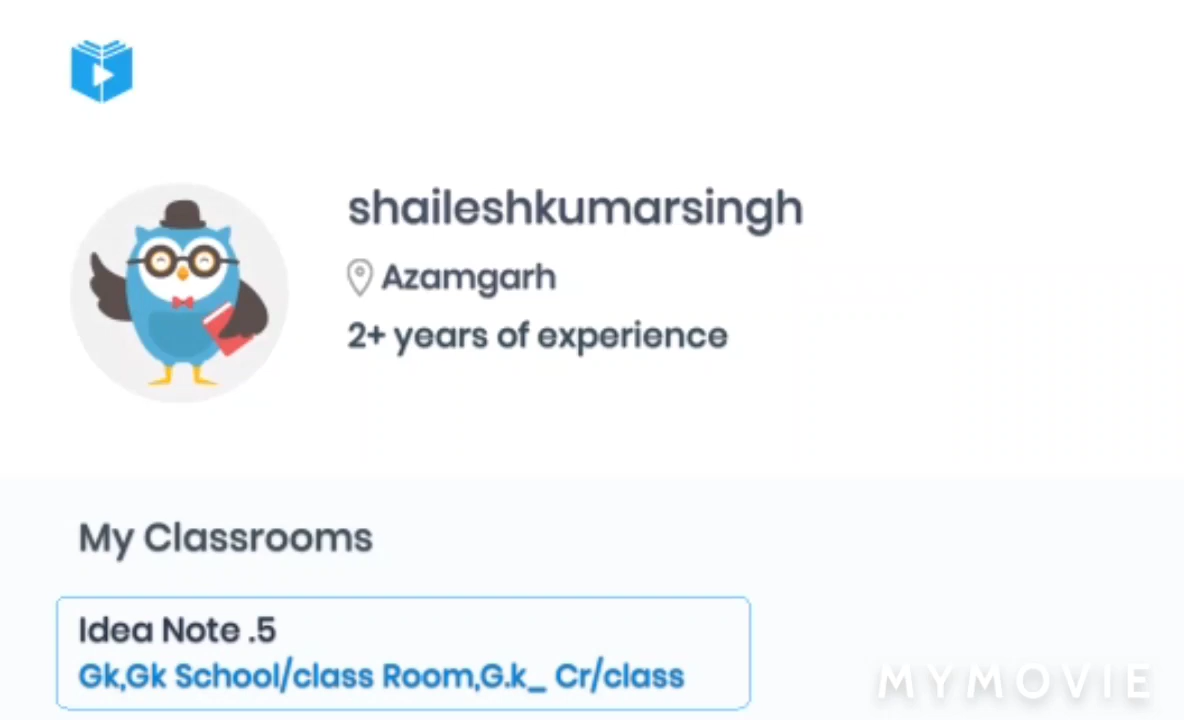 shaileshkumarsingh
Azamgarh
2+ years of experience
My Classrooms
Idea Note .5
Gk,Gk School/class Room,G.k_ Cr/class
MYMOVIE